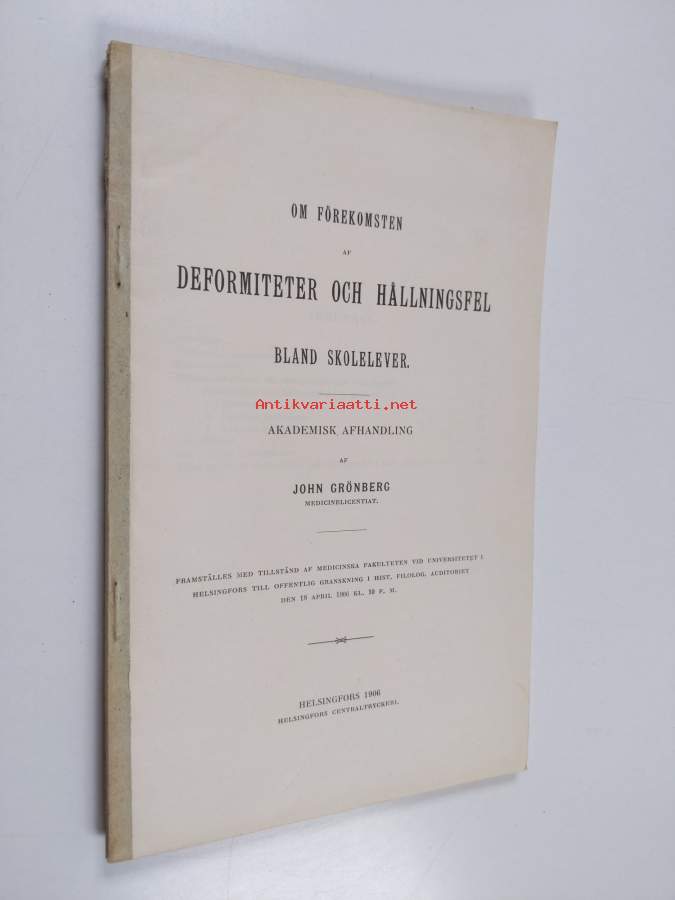 OM FÖREKOMSTEN
AF
DEFORMITETER OCH HÅLLNINGSFEL
BLAND SKOLELEVER.
Antikvariaatti.net
AKADEMISK AFHANDLING
AF
JOHN GRÖNBERG
MEDICINELICENTIAT.
FRAMSTÄLLES MED TILLSTÅND AF MEDICINSKA FAKULTETEN VID UNIVERSITETET I
HELSINGFORS TILL OFFENTLIG GRANSKNING I HIST. FILOLOG. AUDITORIET
DEN 18 APRIL 1906 KL. 10 F. M.
HELSINGFORS 1906
HELSINGFORS CENTRALTRYCKERI.